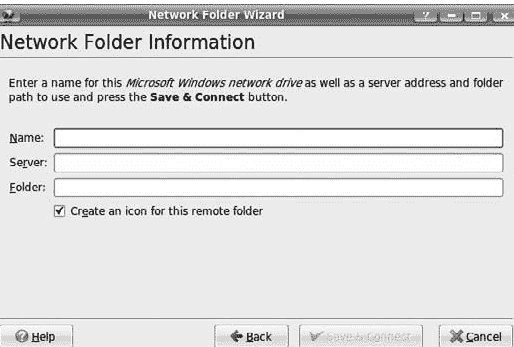 Network Folder Wizard
Network Folder Information
Enter a name for this Microsoft Windows network drive as well as a server address and folder
path to use and press the Save & Connect button.
Name:
Server:
Folder:
Create an icon for this remote folder
Help
Back
Save & Connect
Cancel